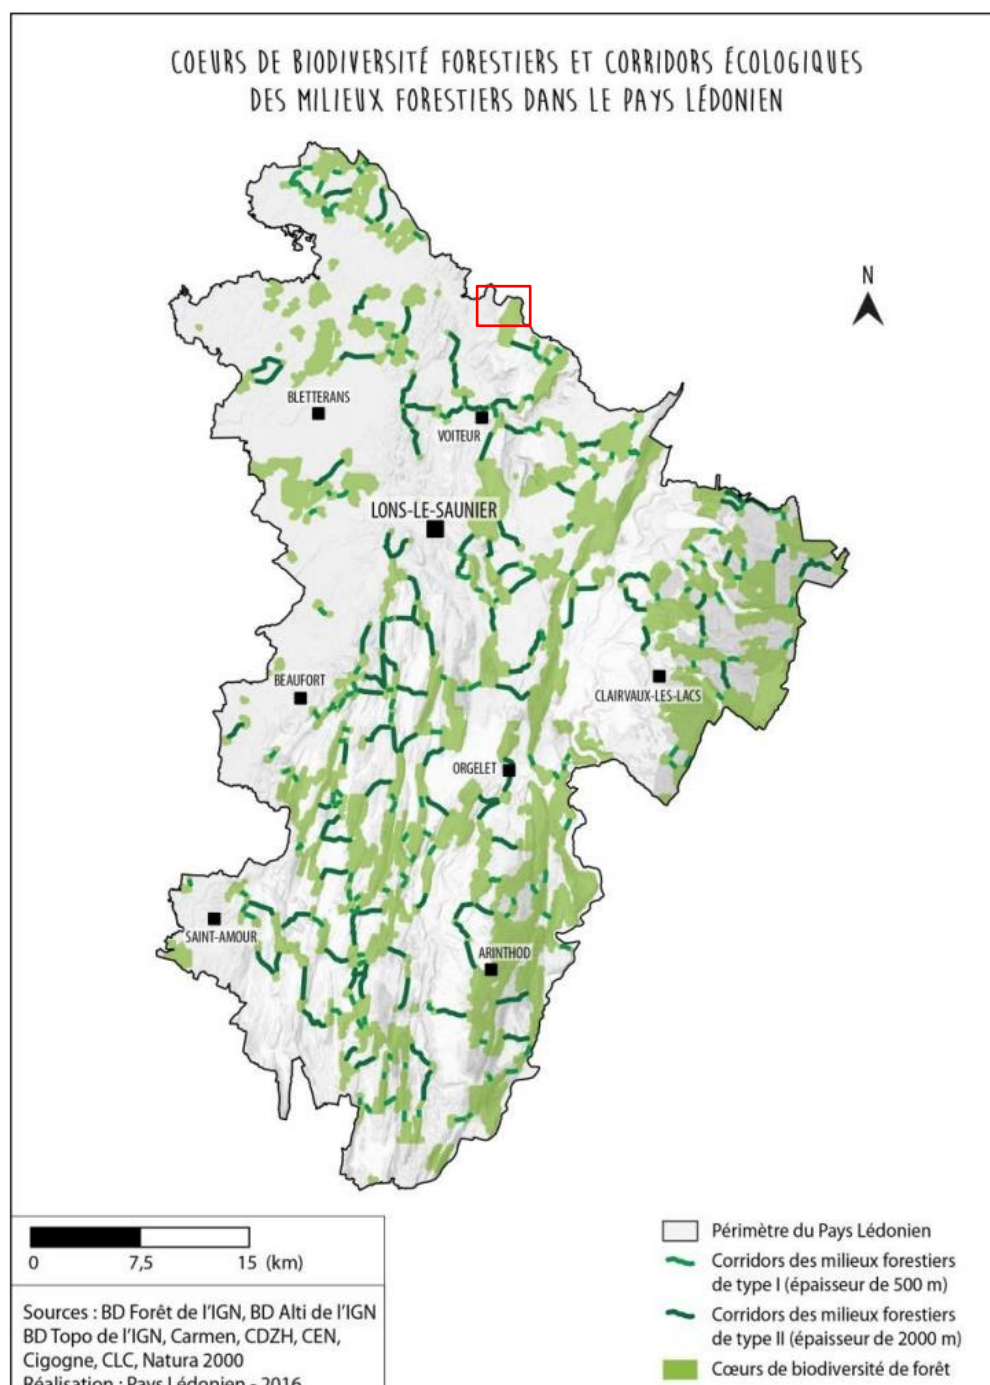 COEURS DE BIODIVERSITÉ FORESTIERS ET CORRIDORS ÉCOLOGIQUES
DES MILIEUX FORESTIERS DANS LE PAYS LÉDONIEN
N
BLETTERANS
VOITEUR
LONS-LE-SAUNIER
BEAUFORT
CLAIRVAUX-LES-LACS
ORGELET
SAINT-AMOUR
ARINTHOD
0 7,5 15 (km)
Sources : BD Forêt de l'IGN, BD Alti de l'IGN
BD Topo de l'IGN, Carmen, CDZH, CEN,
Cigogne, CLC, Natura 2000
Réalisation : Pays Lédonien - 2016
Périmètre du Pays Lédonien
Corridors des milieux forestiers
de type I (épaisseur de 500 m)
Corridors des milieux forestiers
de type II (épaisseur de 2000 m)
Cœurs de biodiversité de forêt